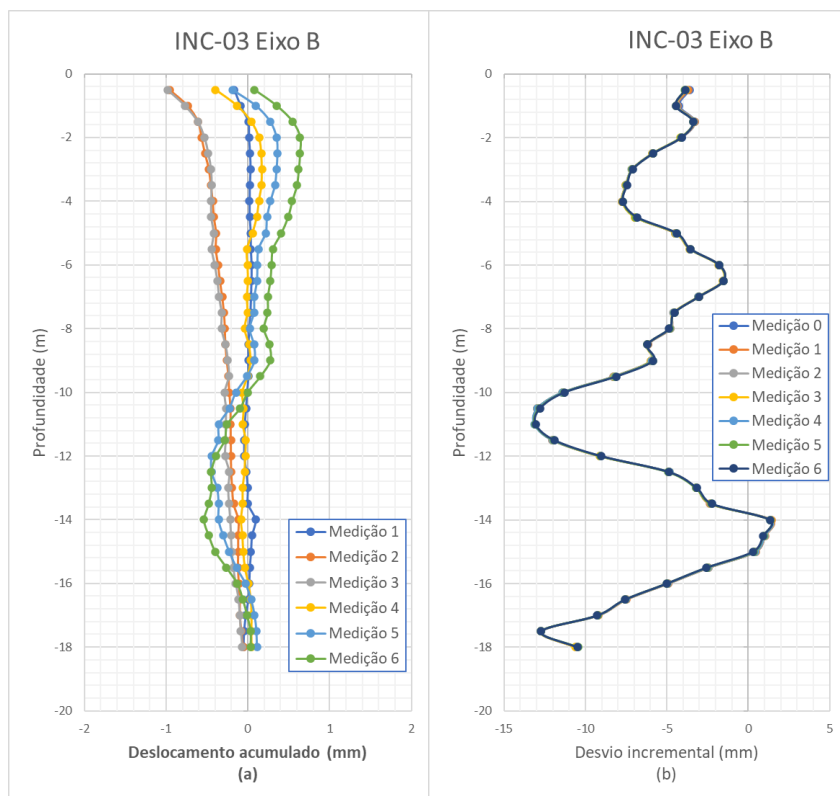 INC-03 Eixo B
0
-2
-4
-6
-8
-10
-12
-14
-16
-18
-20
Profundidade (m)
Medição 1
Medição 2
Medição 3
Medição 4
Medição 5
Medição 6
-2
-1
0
1
2
Deslocamento acumulado (mm)
(a)
INC-03 Eixo B
0
-2
-4
-6
-8
-10
-12
-14
-16
-18
-20
Profundidade (m)
Medição 0
Medição 1
Medição 2
Medição 3
Medição 4
Medição 5
Medição 6
-15
-10
-5
0
5
Desvio incremental (mm)
(b)